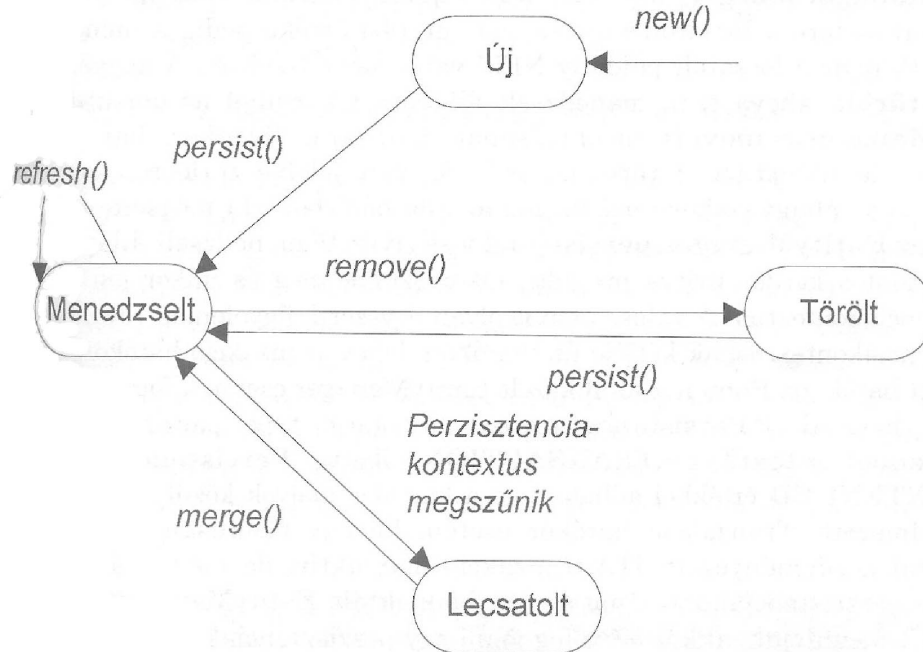 new()
Új
persist()
refresh()
remove()
Menedzselt
Törölt
persist()
Perzisztencia-
kontextus
megszűnik
merge()
Lecsatolt